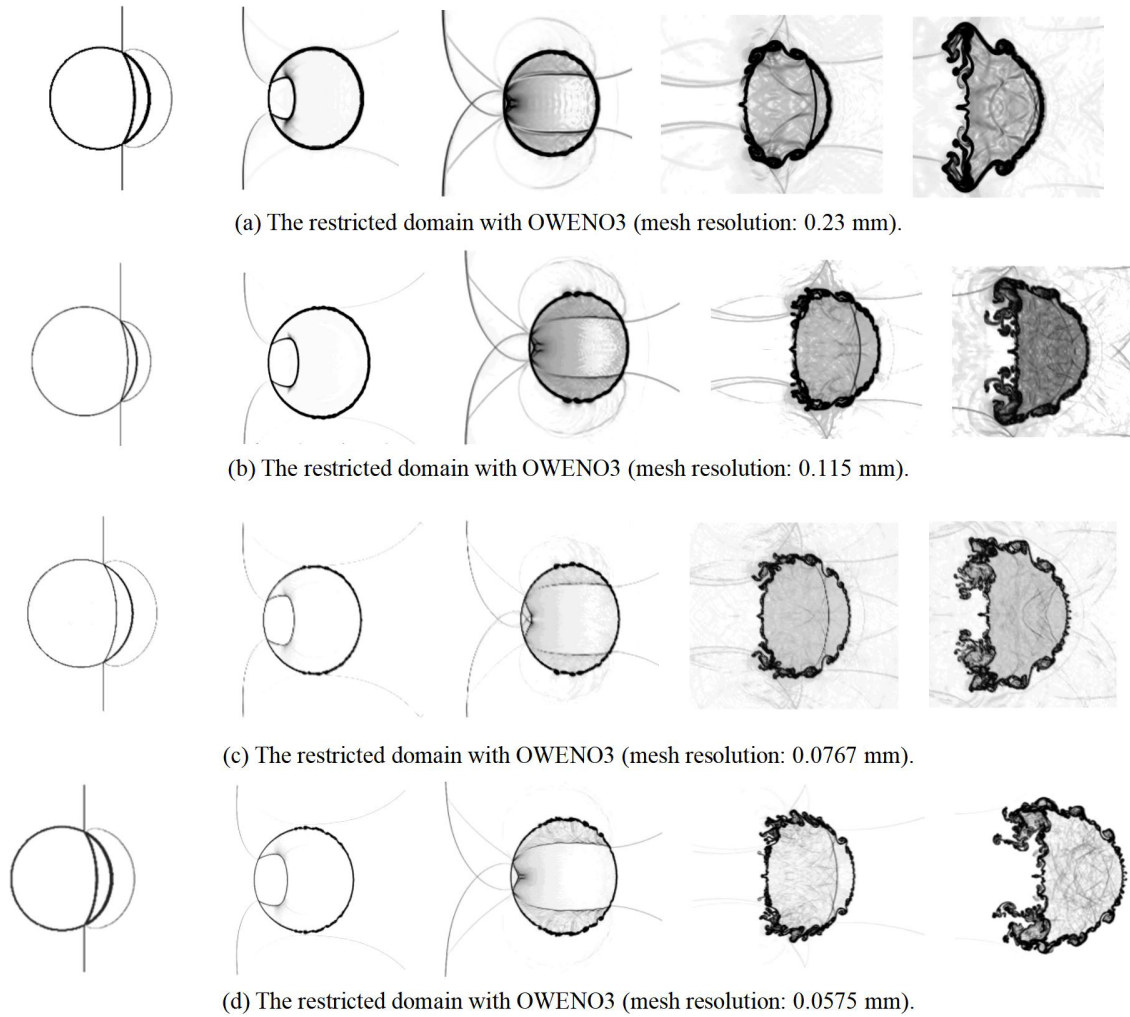 (a) The restricted domain with OWENO3 (mesh resolution: 0.23 mm).
(b) The restricted domain with OWENO3 (mesh resolution: 0.115 mm).
(c) The restricted domain with OWENO3 (mesh resolution: 0.0767 mm).
(d) The restricted domain with OWENO3 (mesh resolution: 0.0575 mm).